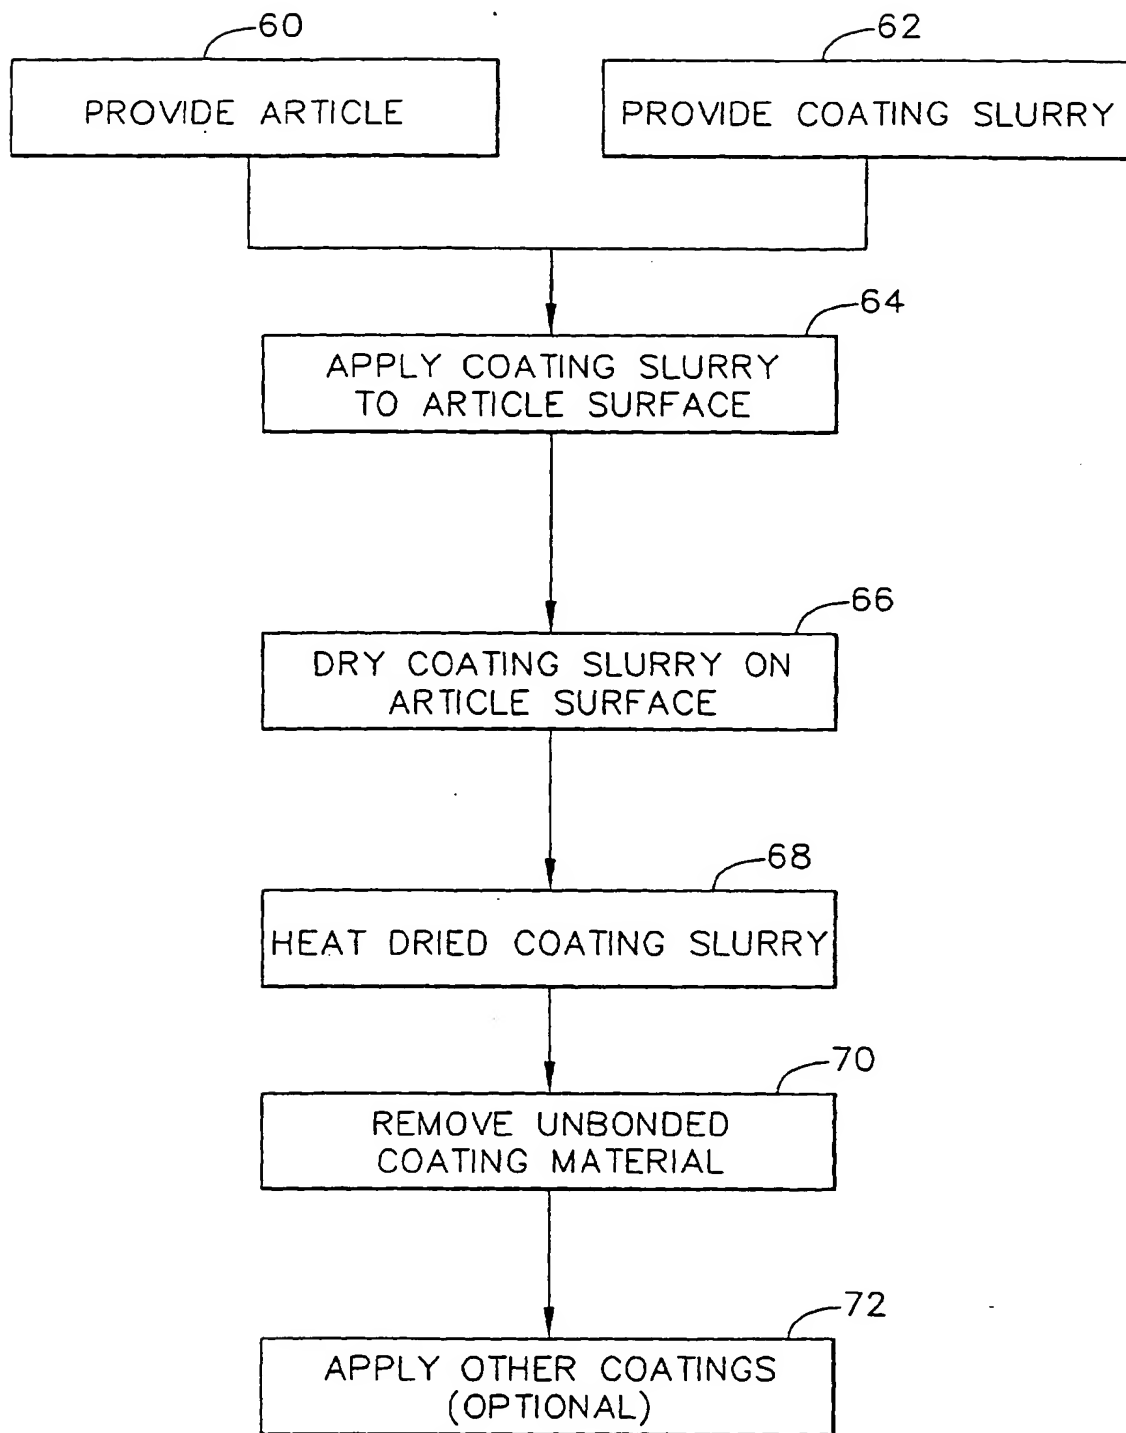 60
62
PROVIDE ARTICLE
PROVIDE COATING SLURRY
64
APPLY COATING SLURRY
TO ARTICLE SURFACE
66
DRY COATING SLURRY ON
ARTICLE SURFACE
68
HEAT DRIED COATING SLURRY
70
REMOVE UNBONDED
COATING MATERIAL
72
APPLY OTHER COATINGS
(OPTIONAL)